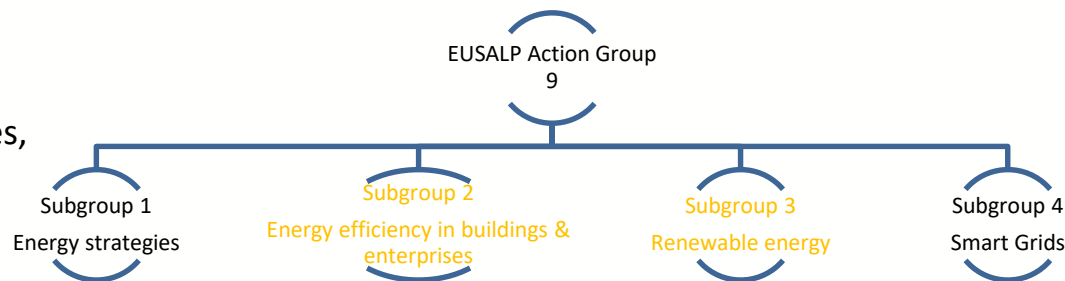 EUSALP Action Group
9
es,
Subgroup 1
Energy strategies
Subgroup 2
Energy efficiency in buildings &
enterprises
Subgroup 3
Renewable energy
Subgroup 4
Smart Grids